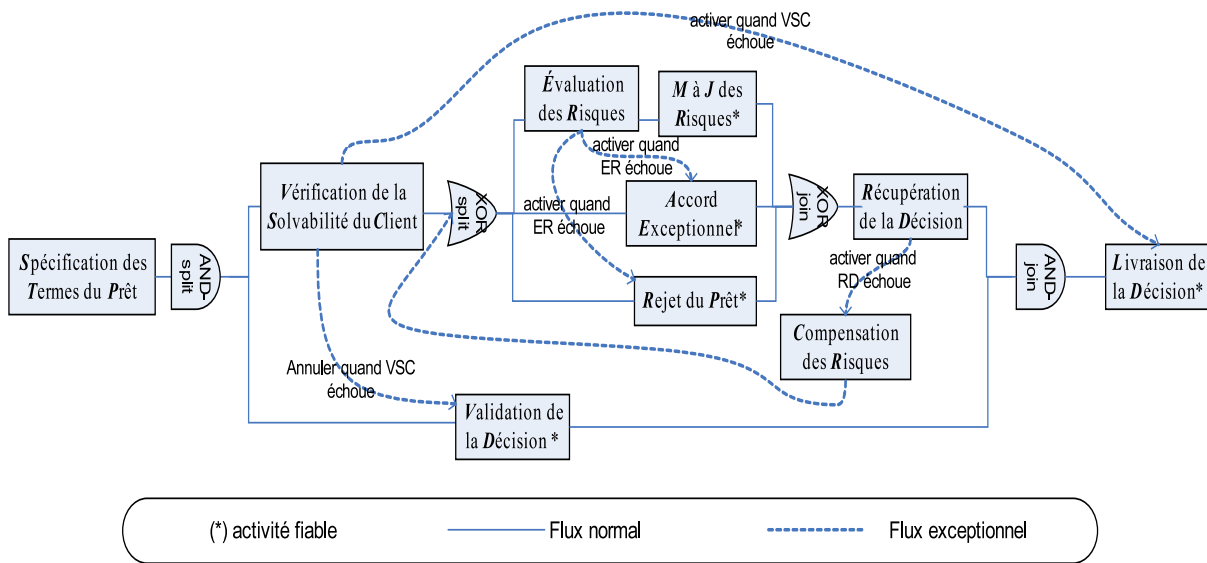 activer quand VSC
échoue
Évaluation
des Risques
M à J des
Risques*
activer quand
ER échoue
Vérification de la
Solvabilité du Client
XOR
split
activer quand
ER échoue
Accord
Exceptionnel*
XOR
join
Récupération
de la Décision
Spécification des
Termes du Prêt
AND-
split
activer quand
RD échoue
AND-
join
Livraison de
la Décision*
Rejet du Prêt*
Compensation
des Risques
Annuler quand VSC
échoue
Validation de
la Décision *
(*) activité fiable
Flux normal
Flux exceptionnel